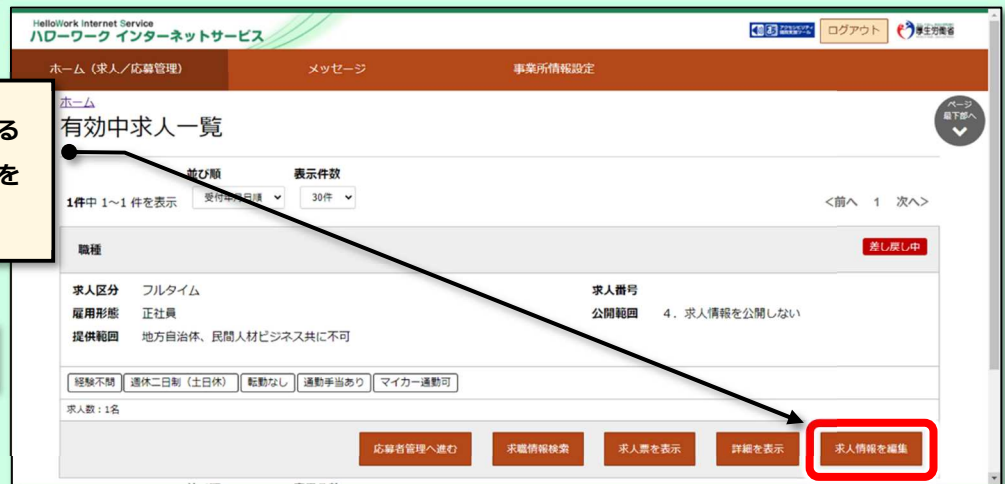 HelloWork Internet Service
ハローワーク インターネットサービス
ログアウト
厚生労働省
ホーム（求人／応募管理） メッセージ 事業所情報設定
ホーム
有効中求人一覧
ページ
最下部へ
る
を
並び順 表示件数
1件中 1～1 件を表示 受付年月日順 30件 <前へ 1 次へ>
職種 差し戻し中
求人区分 フルタイム 求人番号
雇用形態 正社員 公開範囲 4．求人情報を公開しない
提供範囲 地方自治体、民間人材ビジネス共に不可
経験不問 週休二日制（土日休） 転勤なし 通勤手当あり マイカー通勤可
求人数：1名
応募者管理へ進む 求職情報検索 求人票を表示 詳細を表示 求人情報を編集